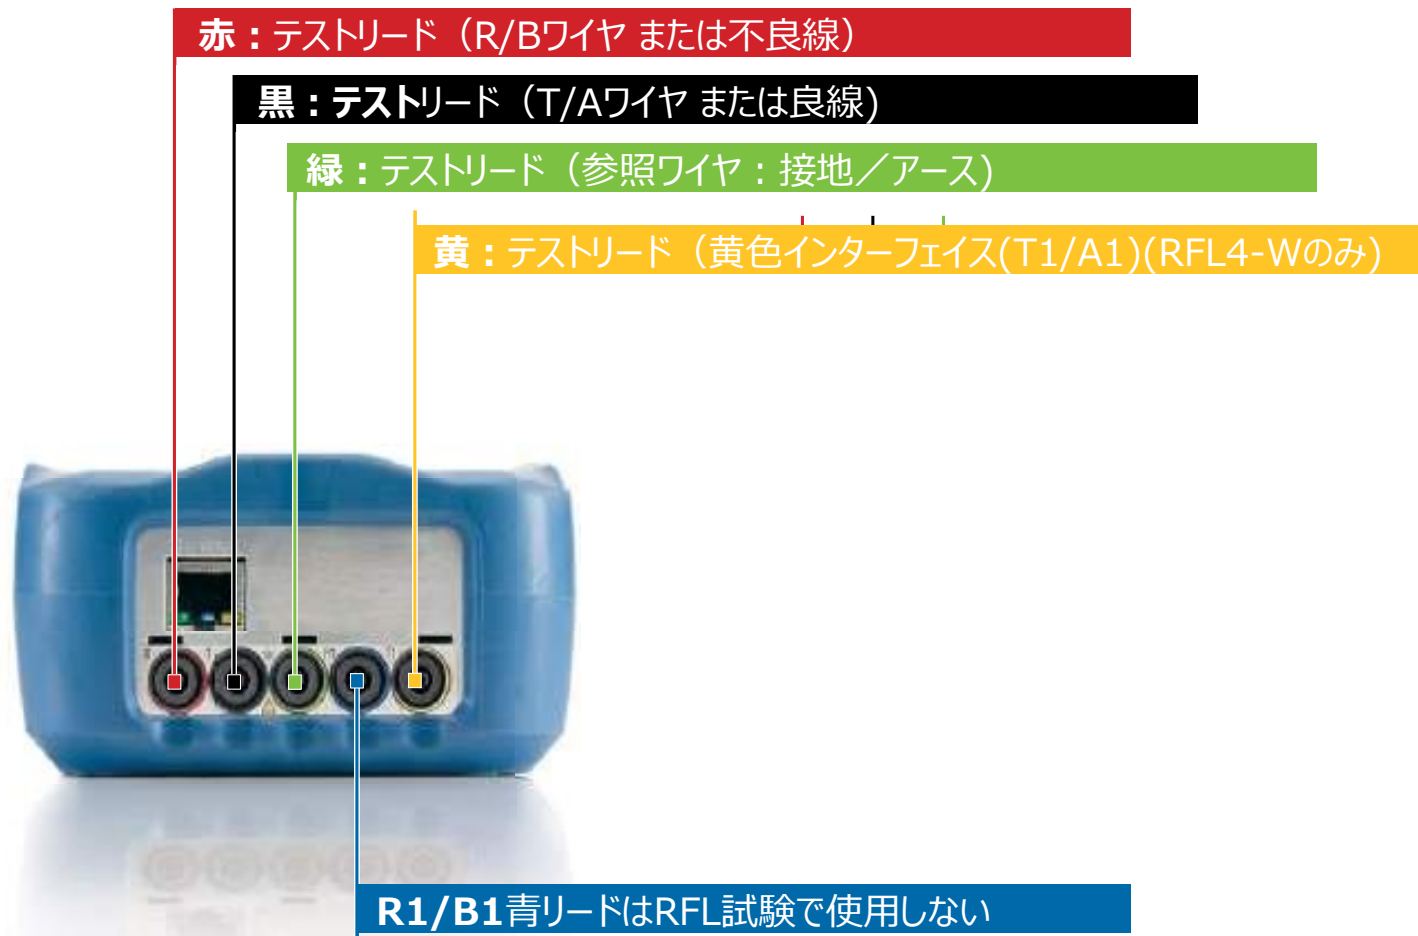 赤：テストリード（R/Bワイヤ または不良線）
黒：テストリード（T/Aワイヤ または良線)
緑：テストリード（参照ワイヤ：接地／アース)
黄：テストリード（黄色インターフェイス(T1/A1)(RFL4-Wのみ)
R1/B1青リードはRFL試験で使用しない